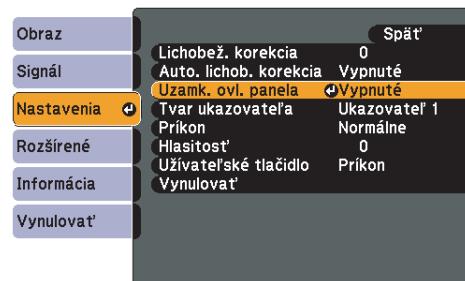 Obraz
Signál
Nastavenia
Rozšírené
Informácia
Vynulovať
Späť
Lichobež. korekcia 0
Auto. lichob. korekcia Vypnuté
Uzamk. ovl. panela Vypnuté
Tvar ukazovateľa Ukazovateľ 1
Príkon Normálne
Hlasitosť 0
Užívateľské tlačidlo Príkon
Vynulovať